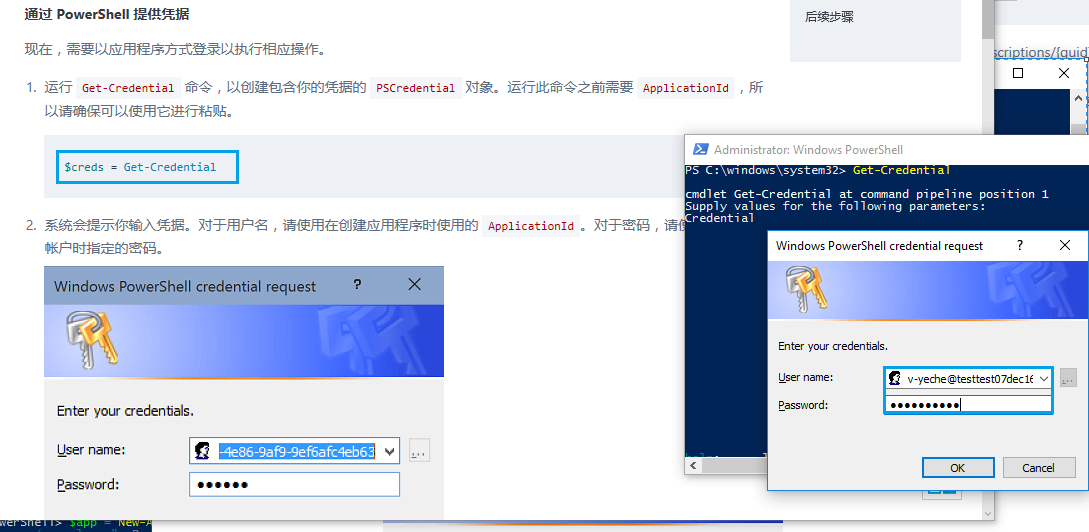 通过 PowerShell 提供凭据
现在，需要以应用程序方式登录以执行相应操作。
1. 运行 Get-Credential 命令，以创建包含你的凭据的 PSCredential 对象。运行此命令之前需要 ApplicationId ，所
以请确保可以使用它进行粘贴。
$creds = Get-Credential
2. 系统会提示你输入凭据。对于用户名，请使用在创建应用程序时使用的 ApplicationId 。对于密码，请使
帐户时指定的密码。
Windows PowerShell credential request ?
Enter your credentials.
User name: -4e86-9af9-9ef6afc4eb63 ...
Password: ●●●●●●
后续步骤
scriptions/{guid
Administrator: Windows PowerShell
PS C:\windows\system32> Get-Credential
cmdlet Get-Credential at command pipeline position 1
Supply values for the following parameters:
Credential
Windows PowerShell credential request ?
Enter your credentials.
User name: v-yeche@testtest07dec16 ...
Password: ●●●●●●●●●●
OK Cancel
werShell> $app = New-A